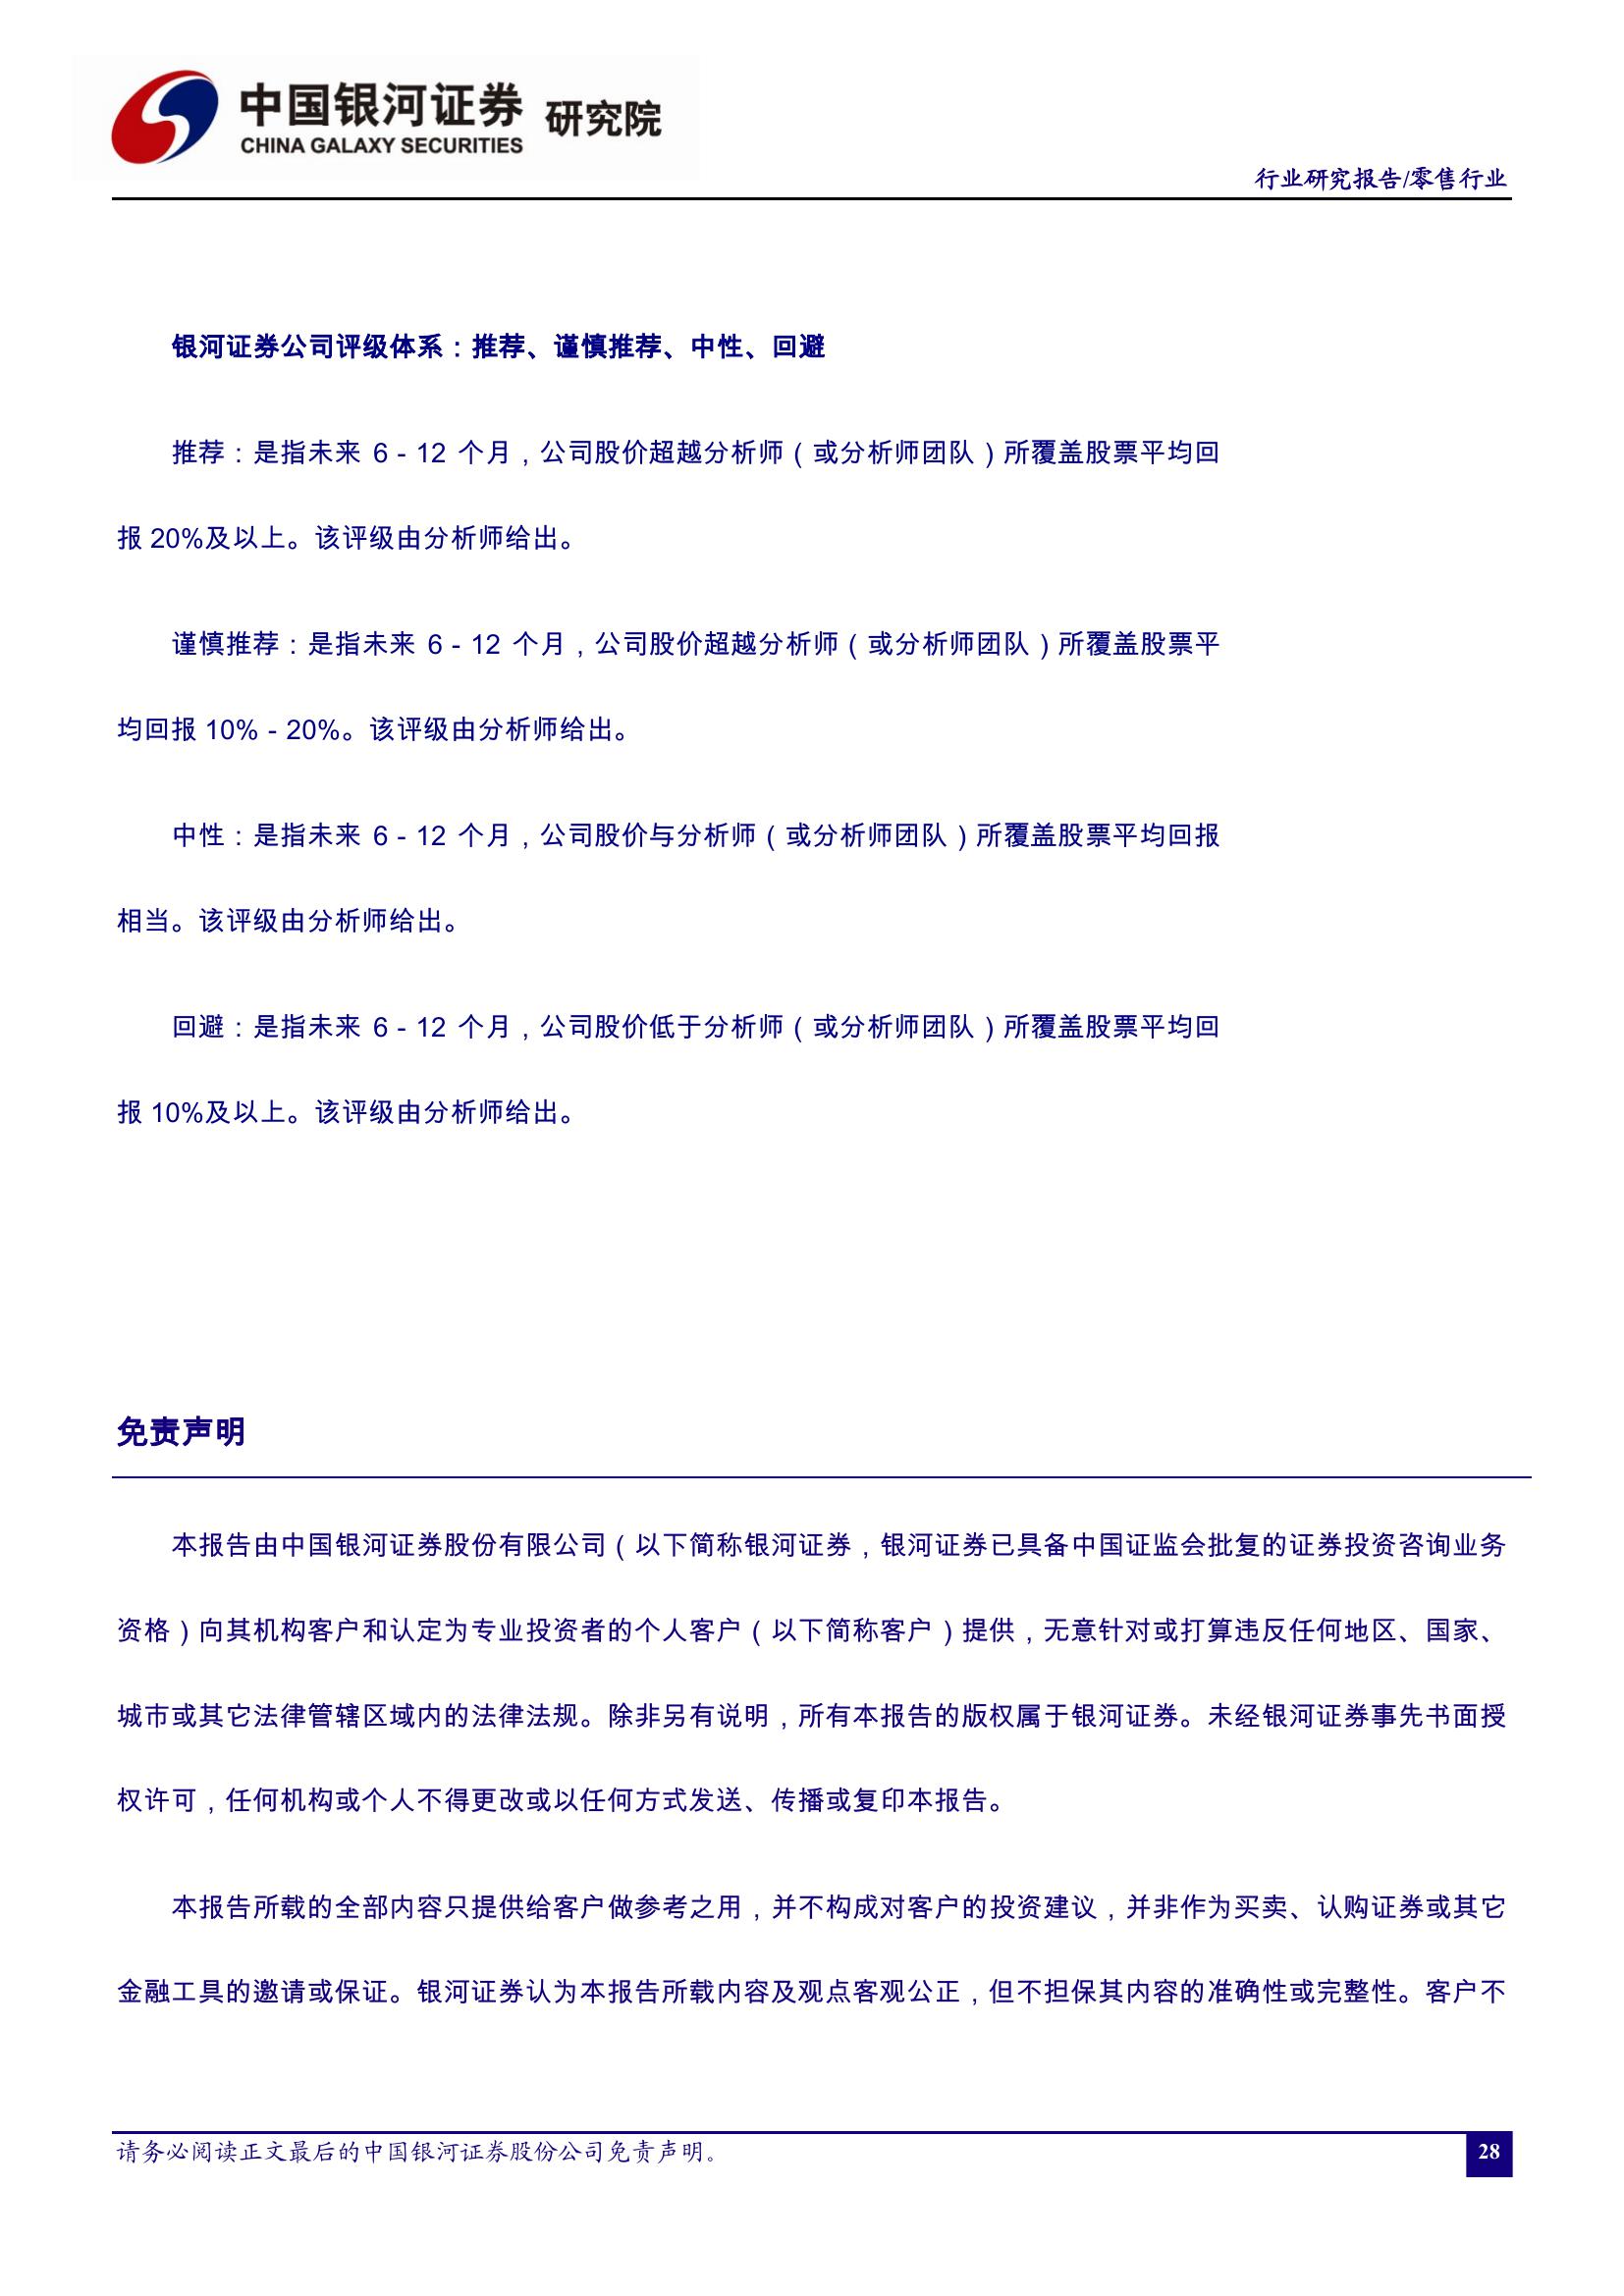 中国银河证券 研究院
CHINA GALAXY SECURITIES
行业研究报告/零售行业
银河证券公司评级体系：推荐、谨慎推荐、中性、回避
推荐：是指未来 6－12 个月，公司股价超越分析师（或分析师团队）所覆盖股票平均回
报 20%及以上。该评级由分析师给出。
谨慎推荐：是指未来 6－12 个月，公司股价超越分析师（或分析师团队）所覆盖股票平
均回报 10%－20%。该评级由分析师给出。
中性：是指未来 6－12 个月，公司股价与分析师（或分析师团队）所覆盖股票平均回报
相当。该评级由分析师给出。
回避：是指未来 6－12 个月，公司股价低于分析师（或分析师团队）所覆盖股票平均回
报 10%及以上。该评级由分析师给出。
免责声明
本报告由中国银河证券股份有限公司（以下简称银河证券，银河证券已具备中国证监会批复的证券投资咨询业务
资格）向其机构客户和认定为专业投资者的个人客户（以下简称客户）提供，无意针对或打算违反任何地区、国家、
城市或其它法律管辖区域内的法律法规。除非另有说明，所有本报告的版权属于银河证券。未经银河证券事先书面授
权许可，任何机构或个人不得更改或以任何方式发送、传播或复印本报告。
本报告所载的全部内容只提供给客户做参考之用，并不构成对客户的投资建议，并非作为买卖、认购证券或其它
金融工具的邀请或保证。银河证券认为本报告所载内容及观点客观公正，但不担保其内容的准确性或完整性。客户不
请务必阅读正文最后的中国银河证券股份公司免责声明。
28